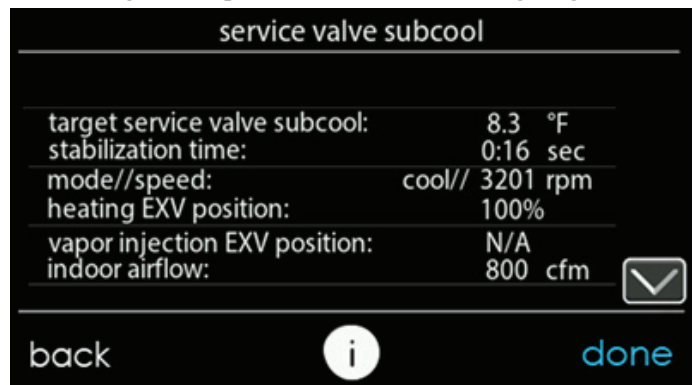 service valve subcool
target service valve subcool: 8.3 °F
stabilization time: 0:16 sec
mode//speed: cool// 3201 rpm
heating EXV position: 100%
vapor injection EXV position: N/A
indoor airflow: 800 cfm
back i done